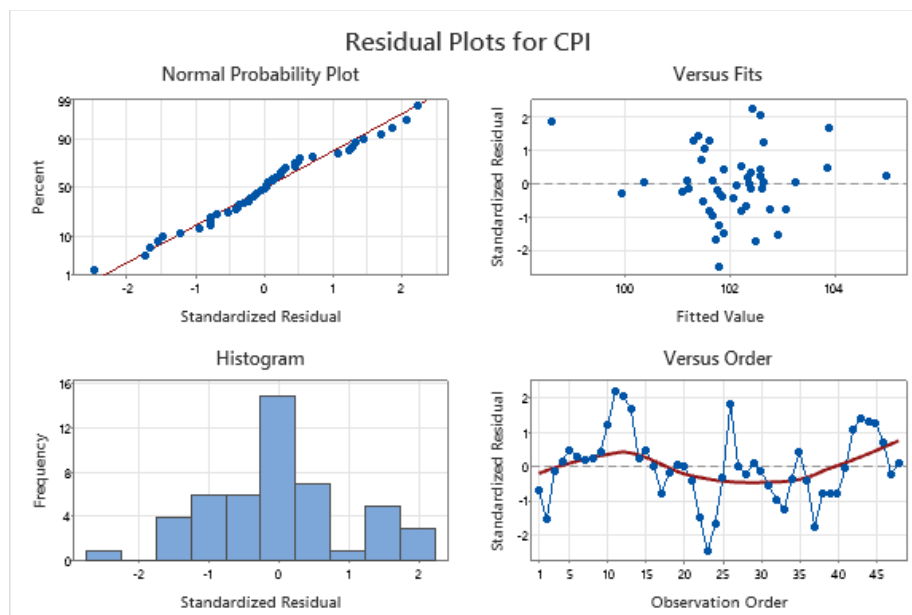 Residual Plots for CPI
Normal Probability Plot
99
90
50
10
1
Percent
-2 -1 0 1 2
Standardized Residual
Versus Fits
2
1
0
-1
-2
Standardized Residual
100 102 104
Fitted Value
Histogram
16
12
8
4
0
Frequency
-2 -1 0 1 2
Standardized Residual
Versus Order
2
1
0
-1
-2
Standardized Residual
1 5 10 15 20 25 30 35 40 45
Observation Order